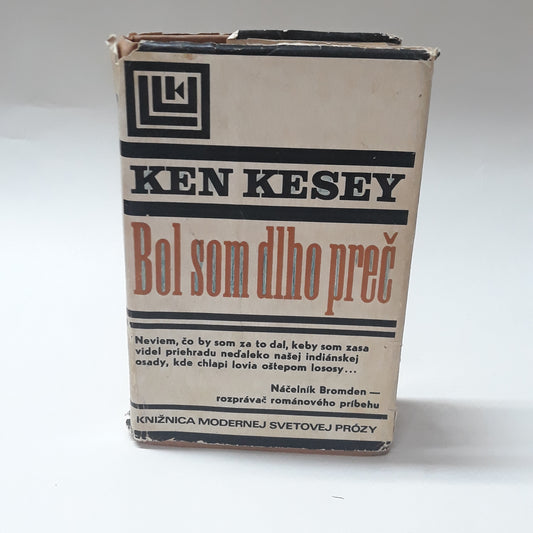 KEN KESEY
Bol som dlho preč
Neviem, čo by som za to dal, keby som zasa
videl priehradu neďaleko našej indiánskej
osady, kde chlapi lovia oštepom lososy...
Náčelník Bromden —
rozprávač románového príbehu
KNIŽNICA MODERNEJ SVETOVEJ PRÓZY